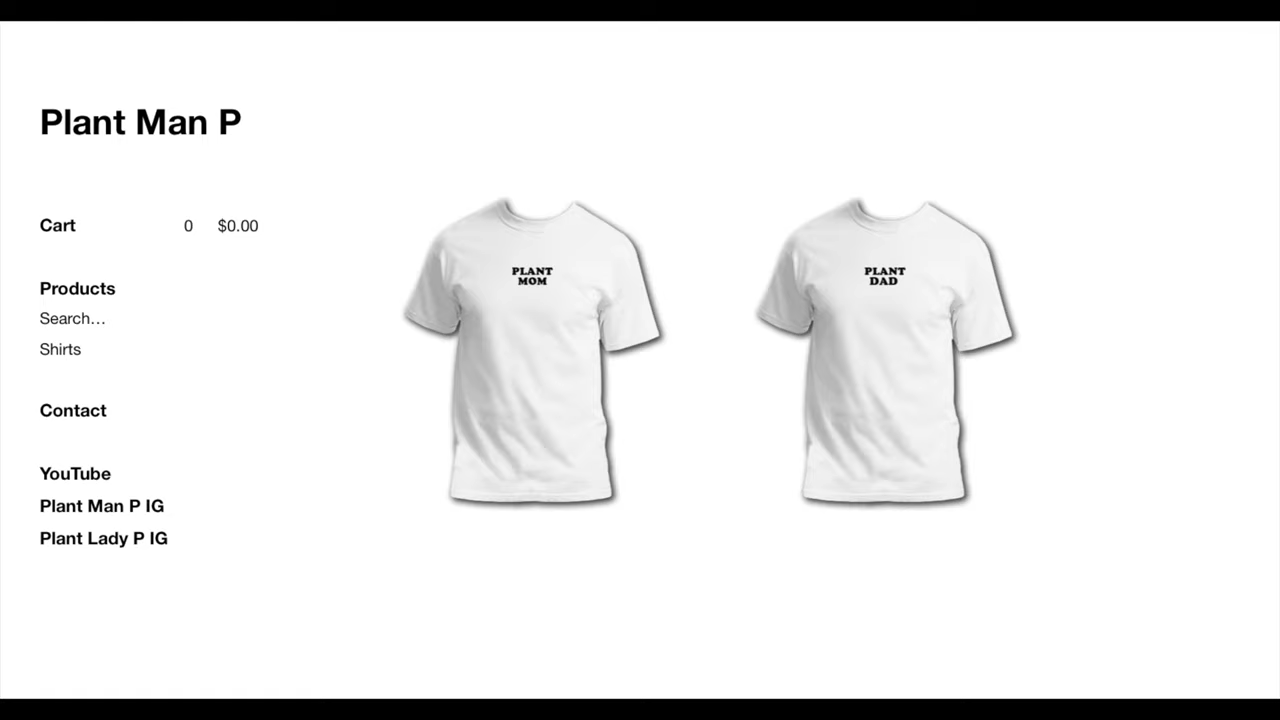 Plant Man P
Cart 0 $0.00
Products
Search…
Shirts
Contact
YouTube
Plant Man P IG
Plant Lady P IG
PLANT
MOM
PLANT
DAD